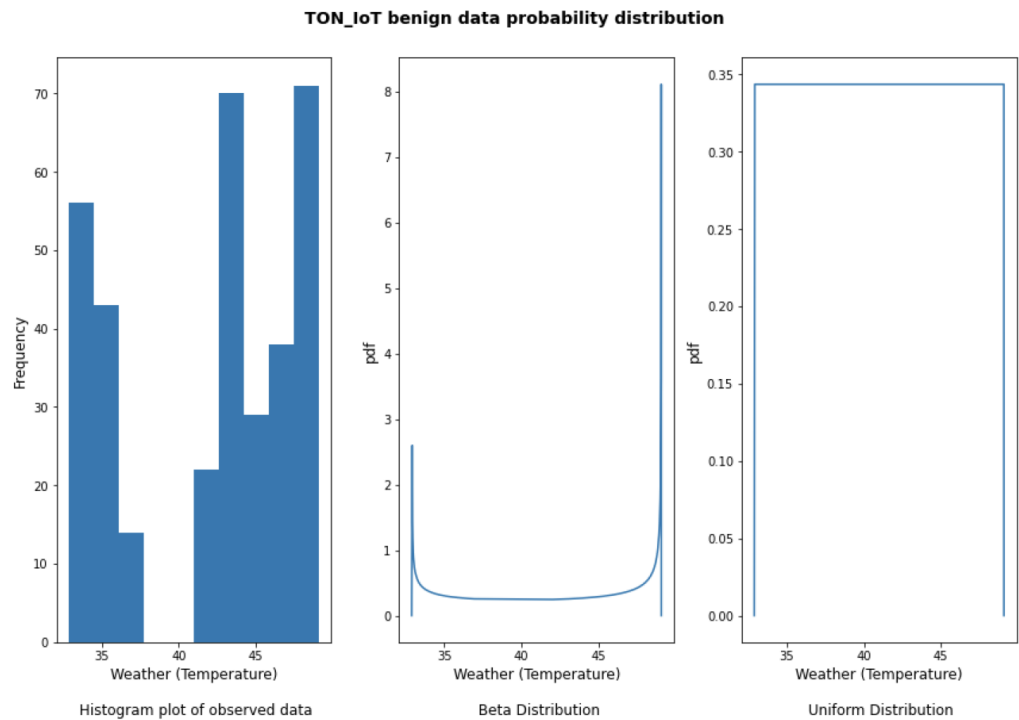 TON_IoT benign data probability distribution
70
60
50
40
30
20
10
0
Frequency
35 40 45
Weather (Temperature)
Histogram plot of observed data
8
7
6
5
4
3
2
1
0
pdf
35 40 45
Weather (Temperature)
Beta Distribution
0.35
0.30
0.25
0.20
0.15
0.10
0.05
0.00
pdf
35 40 45
Weather (Temperature)
Uniform Distribution